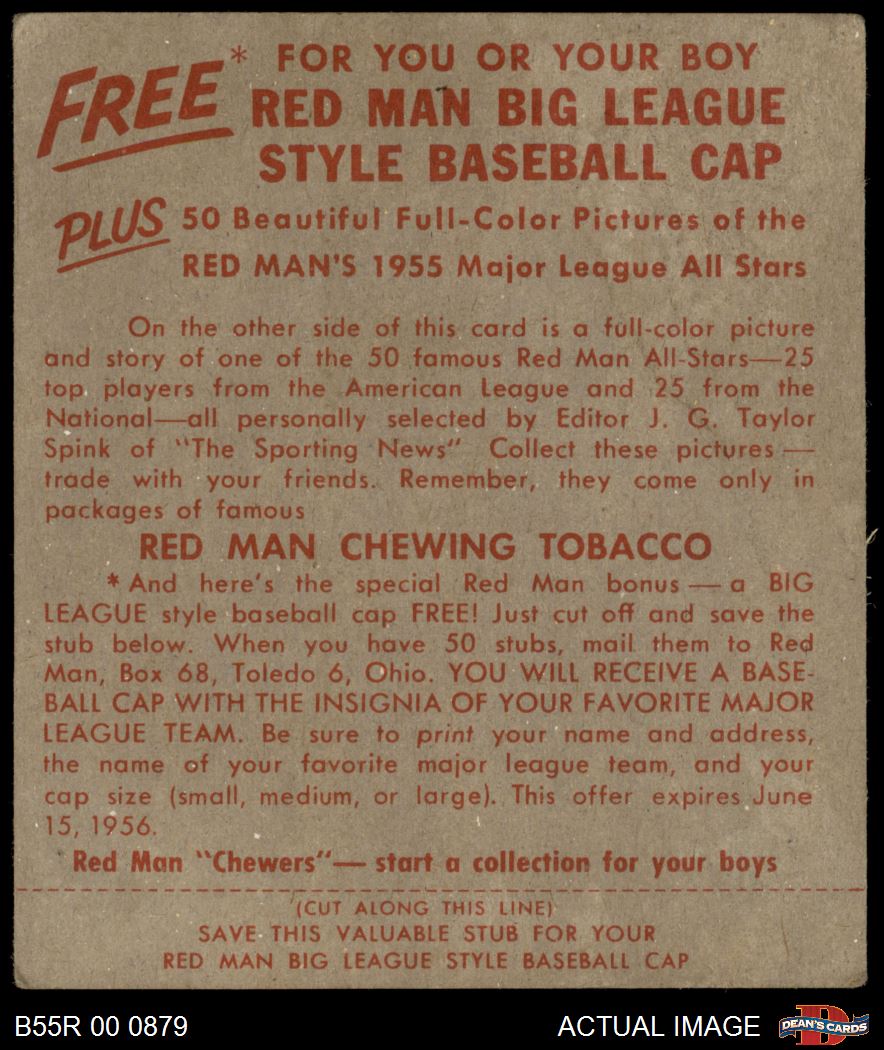 FREE* FOR YOU OR YOUR BOY
RED MAN BIG LEAGUE
STYLE BASEBALL CAP
PLUS 50 Beautiful Full-Color Pictures of the
RED MAN'S 1955 Major League All Stars
On the other side of this card is a full-color picture
and story of one of the 50 famous Red Man All-Stars—25
top players from the American League and 25 from the
National—all personally selected by Editor J. G. Taylor
Spink of "The Sporting News" Collect these pictures —
trade with your friends. Remember, they come only in
packages of famous
RED MAN CHEWING TOBACCO
* And here's the special Red Man bonus — a BIG
LEAGUE style baseball cap FREE! Just cut off and save the
stub below. When you have 50 stubs, mail them to Red
Man, Box 68, Toledo 6, Ohio. YOU WILL RECEIVE A BASE-
BALL CAP WITH THE INSIGNIA OF YOUR FAVORITE MAJOR
LEAGUE TEAM. Be sure to print your name and address,
the name of your favorite major league team, and your
cap size (small, medium, or large). This offer expires June
15, 1956.
Red Man "Chewers"— start a collection for your boys
(CUT ALONG THIS LINE)
SAVE THIS VALUABLE STUB FOR YOUR
RED MAN BIG LEAGUE STYLE BASEBALL CAP
B55R 00 0879 ACTUAL IMAGE DEAN'S CARDS